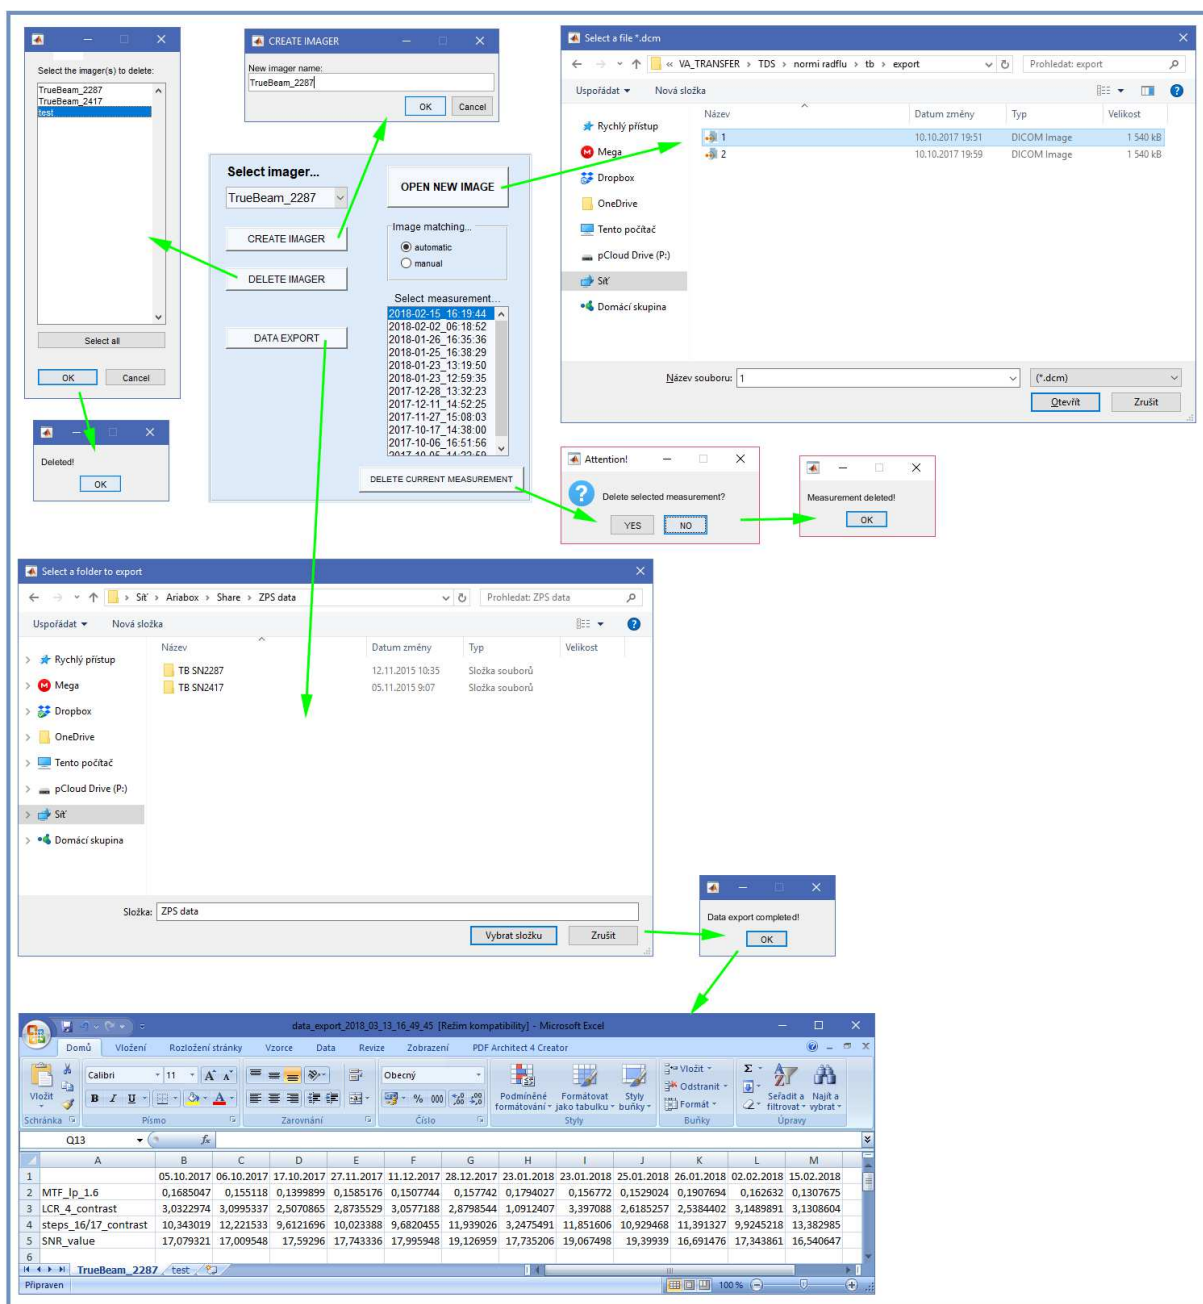 Select the imager(s) to delete:
TrueBeam_2287
TrueBeam_2417
test
Select all
OK Cancel
Deleted!
OK
CREATE IMAGER
New imager name:
TrueBeam_2287
OK Cancel
Select imager...
TrueBeam_2287
CREATE IMAGER
DELETE IMAGER
DATA EXPORT
OPEN NEW IMAGE
Image matching...
automatic
manual
Select measurement...
2018-02-15_16:19:44
2018-02-02_06:18:52
2018-01-26_16:35:36
2018-01-25_16:38:29
2018-01-23_13:19:50
2018-01-23_12:59:35
2017-12-28_13:32:23
2017-12-11_14:52:25
2017-11-27_15:08:03
2017-10-17_14:38:00
2017-10-06_16:51:56
DELETE CURRENT MEASUREMENT
Select a file *.dcm
« VA_TRANSFER > TDS > normi radflu > tb > export Prohledat: export
Uspořádat Nová složka
Název Datum změny Typ Velikost
Rychlý přístup
Mega
Dropbox
OneDrive
Tento počítač
pCloud Drive (P:)
Síť
Domácí skupina
1 10.10.2017 19:51 DICOM Image 1 540 kB
2 10.10.2017 19:59 DICOM Image 1 540 kB
Název souboru: 1 (*.dcm)
Otevřít Zrušit
Attention!
Delete selected measurement?
YES NO
Measurement deleted!
OK
Select a folder to export
> Síť > Ariabox > Share > ZPS data Prohledat: ZPS data
Uspořádat Nová složka
Název Datum změny Typ Velikost
Rychlý přístup
Mega
Dropbox
OneDrive
Tento počítač
pCloud Drive (P:)
Síť
Domácí skupina
TB SN2287 12.11.2015 10:35 Složka souborů
TB SN2417 05.11.2015 9:07 Složka souborů
Složka: ZPS data
Vybrat složku Zrušit
Data export completed!
OK
data_export_2018_03_13_16_49_45 [Režim kompatibility] - Microsoft Excel
Domů Vložení Rozložení stránky Vzorce Data Revize Zobrazení PDF Architect 4 Creator
Vložit
Calibri 11
B I U
Obecný
% 000
Podmíněné formátování
Formátovat jako tabulku
Styly buňky
Vložit
Odstranit
Formát
Seřadit a filtrovat
Najít a vybrat
Schránka Písmo Zarovnání Číslo Styly Buňky Úpravy
Q13 fx
A B C D E F G H I J K L M
1 05.10.2017 06.10.2017 17.10.2017 27.11.2017 11.12.2017 28.12.2017 23.01.2018 23.01.2018 25.01.2018 26.01.2018 02.02.2018 15.02.2018
2 MTF_lp_1.6 0,1685047 0,155118 0,1399899 0,1585176 0,1507744 0,157742 0,1794027 0,156772 0,1529024 0,1907694 0,162632 0,1307675
3 LCR_4_contrast 3,0322974 3,0995337 2,5070865 2,8735529 3,0577188 2,8798544 1,0912407 3,397088 2,6185257 2,5384402 3,1489891 3,1308604
4 steps_16/17_contrast 10,343019 12,221533 9,6121696 10,023388 9,6820455 11,939026 3,2475491 11,851606 10,929468 11,391327 9,9245218 13,382985
5 SNR_value 17,079321 17,009548 17,59296 17,743336 17,995948 19,126959 17,735206 19,067498 19,39939 16,691476 17,343861 16,540647
6
TrueBeam_2287 test
Připraven 100 %